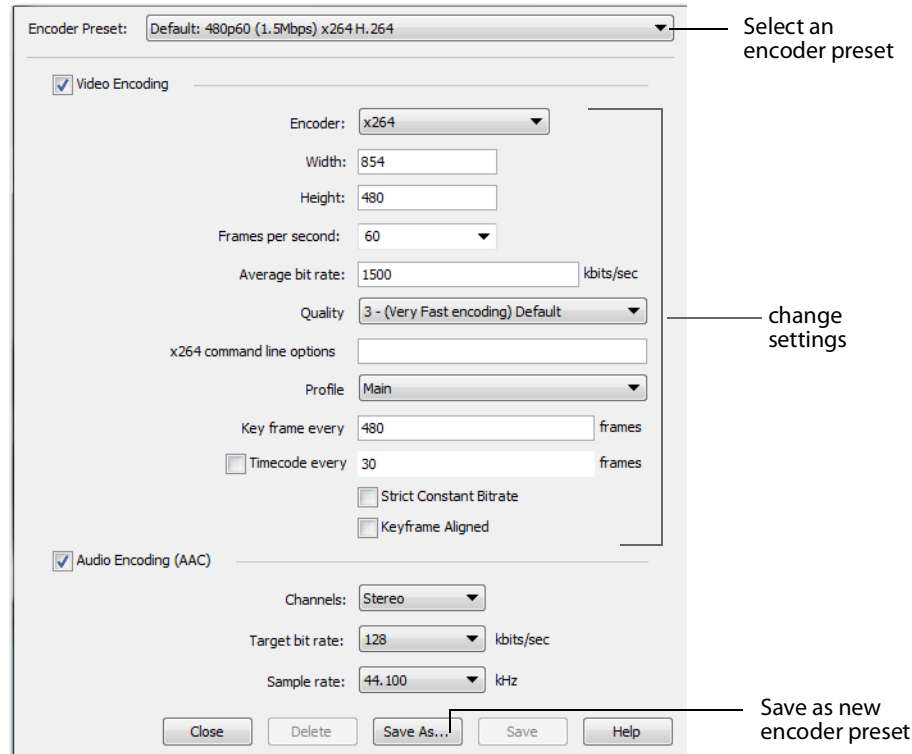 Encoder Preset: Default: 480p60 (1.5Mbps) x264 H.264
Select an
encoder preset
Video Encoding
Encoder: x264
Width: 854
Height: 480
Frames per second: 60
Average bit rate: 1500 kbits/sec
Quality 3 - (Very Fast encoding) Default
change
settings
x264 command line options
Profile Main
Key frame every 480 frames
Timecode every 30 frames
Strict Constant Bitrate
Keyframe Aligned
Audio Encoding (AAC)
Channels: Stereo
Target bit rate: 128 kbits/sec
Sample rate: 44.100 kHz
Save as new
encoder preset
Close Delete Save As... Save Help